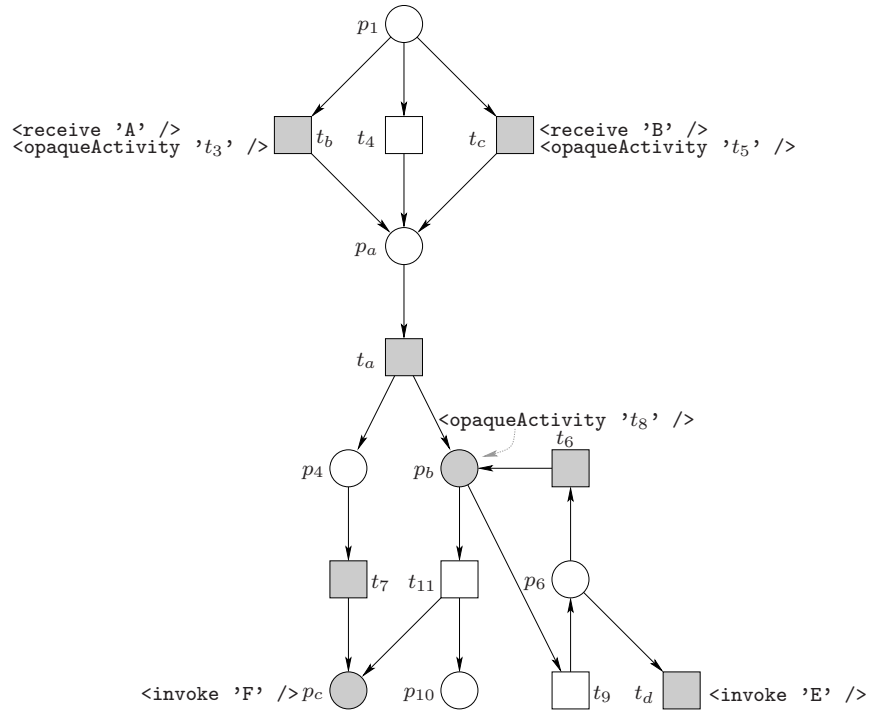 p1
<receive 'A' />
<opaqueActivity 't3' />
tb
t4
tc
<receive 'B' />
<opaqueActivity 't5' />
pa
ta
<opaqueActivity 't8' />
t6
p4
pb
t7
t11
p6
<invoke 'F' />
pc
p10
t9
td
<invoke 'E' />